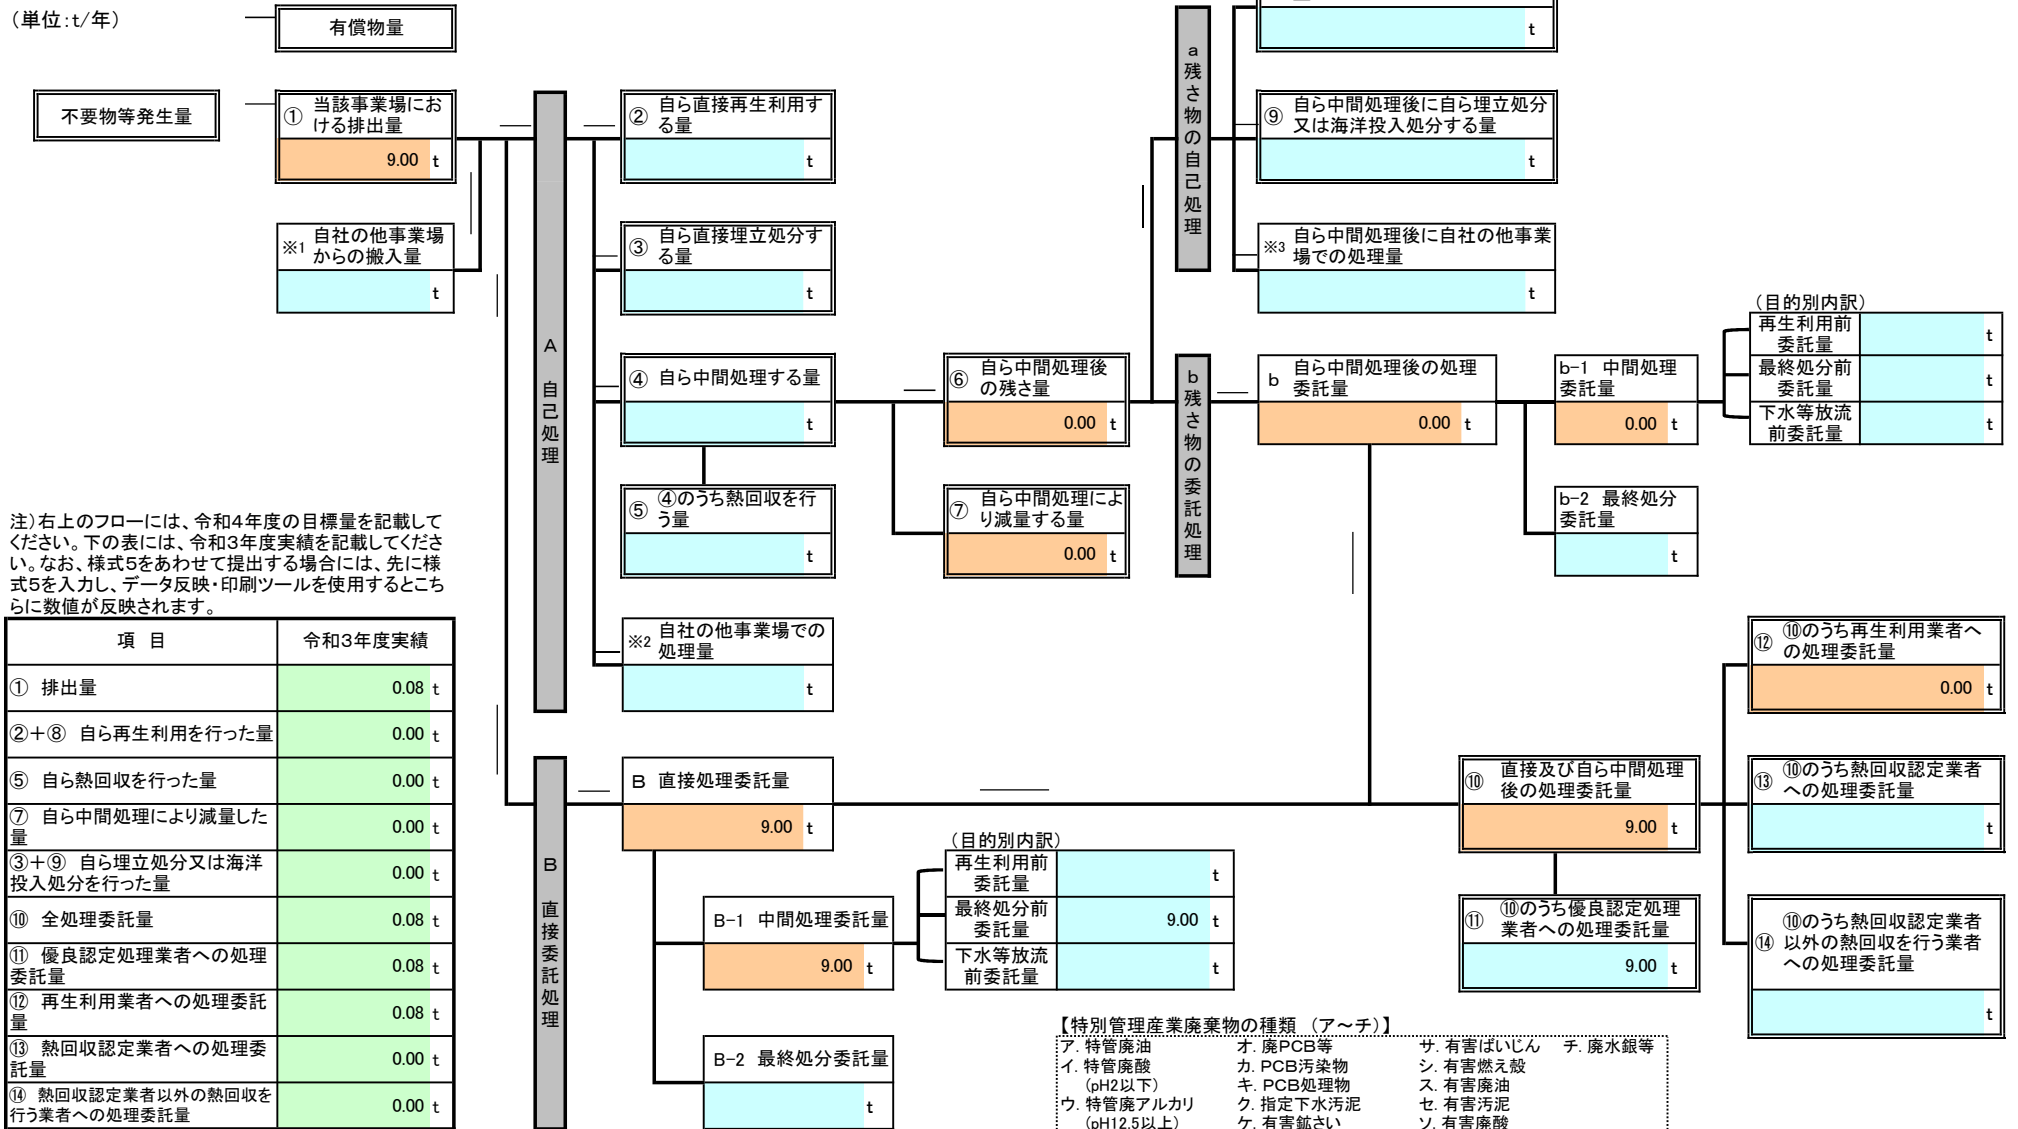 （単位：t/年）
有償物量
t
不要物等発生量
① 当該事業場にお
ける排出量
9.00 t
※1 自社の他事業場
からの搬入量
t
A 自己処理
② 自ら直接再生利用す
る量
t
③ 自ら直接埋立処分す
る量
t
④ 自ら中間処理する量
t
⑤ ④のうち熱回収を行
う量
t
※2 自社の他事業場での
処理量
t
⑥ 自ら中間処理後
の残さ量
0.00 t
⑦ 自ら中間処理によ
り減量する量
0.00 t
a 残さ物の自己処理
⑨ 自ら中間処理後に自ら埋立処分
又は海洋投入処分する量
t
※3 自ら中間処理後に自社の他事業
場での処理量
t
b 残さ物の委託処理
b 自ら中間処理後の処理
委託量
0.00 t
b-1 中間処理
委託量
0.00 t
b-2 最終処分
委託量
t
（目的別内訳）
再生利用前
委託量
t
最終処分前
委託量
t
下水等放流
前委託量
t
注）右上のフローには、令和４年度の目標量を記載して
ください。下の表には、令和３年度実績を記載してくださ
い。なお、様式５をあわせて提出する場合には、先に様
式５を入力し、データ反映・印刷ツールを使用するとこち
らに数値が反映されます。
項 目 令和３年度実績
① 排出量 0.08 t
②＋⑧ 自ら再生利用を行った量 0.00 t
⑤ 自ら熱回収を行った量 0.00 t
⑦ 自ら中間処理により減量した
量 0.00 t
③＋⑨ 自ら埋立処分又は海洋
投入処分を行った量 0.00 t
⑩ 全処理委託量 0.08 t
⑪ 優良認定処理業者への処理
委託量 0.08 t
⑫ 再生利用業者への処理委託
量 0.08 t
⑬ 熱回収認定業者への処理委
託量 0.00 t
⑭ 熱回収認定業者以外の熱回収を
行う業者への処理委託量 0.00 t
B 直接委託処理
B 直接処理委託量
9.00 t
B-1 中間処理委託量
9.00 t
B-2 最終処分委託量
t
（目的別内訳）
再生利用前
委託量
t
最終処分前
委託量
9.00 t
下水等放流
前委託量
t
⑩ 直接及び自ら中間処理
後の処理委託量
9.00 t
⑪ ⑩のうち優良認定処理
業者への処理委託量
9.00 t
⑫ ⑩のうち再生利用業者へ
の処理委託量
0.00 t
⑬ ⑩のうち熱回収認定業者
への処理委託量
t
⑭ ⑩のうち熱回収認定業者
以外の熱回収を行う業者
への処理委託量
t
【特別管理産業廃棄物の種類 （ア～チ）】
ア. 特管廃油 オ. 廃PCB等 サ. 有害ばいじん チ. 廃水銀等
イ. 特管廃酸 カ. PCB汚染物 シ. 有害燃え殻
（pH2以下） キ. PCB処理物 ス. 有害廃油
ウ. 特管廃アルカリ ク. 指定下水汚泥 セ. 有害汚泥
（pH12.5以上） ケ. 有害鉱さい ソ. 有害廃酸